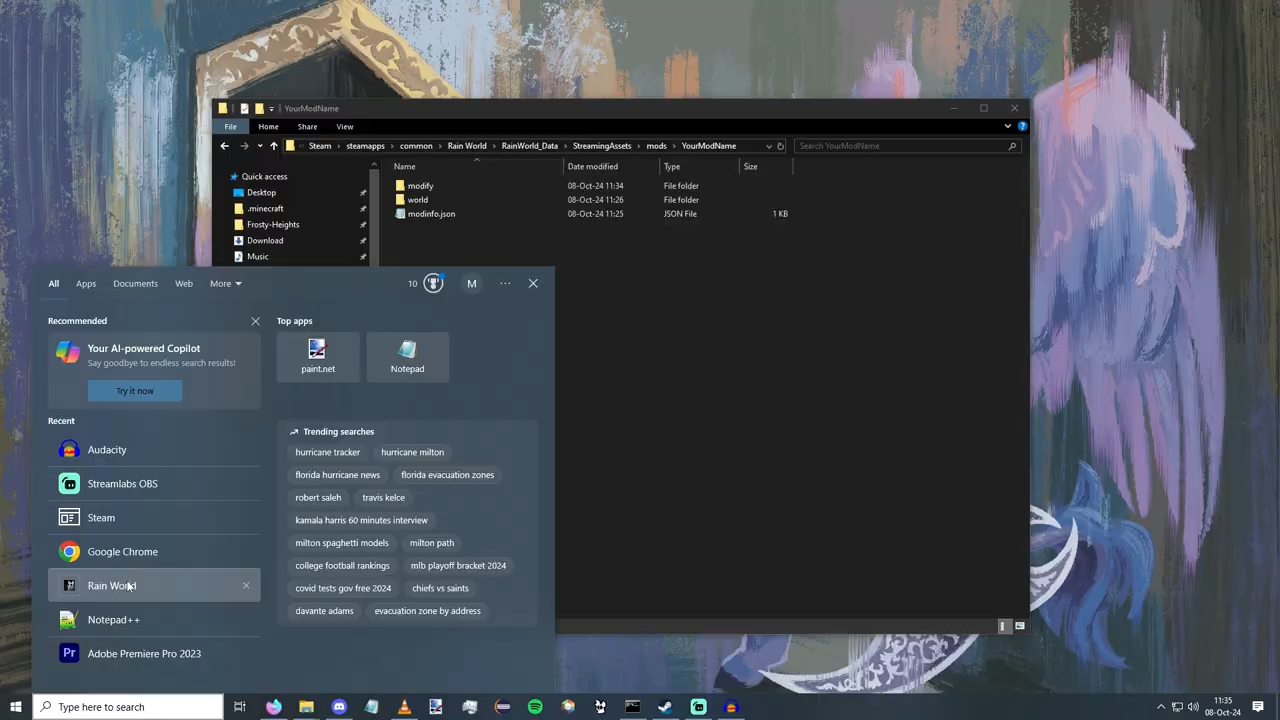 YourModName
File Home Share View
Steam steamapps common Rain World RainWorld_Data StreamingAssets mods YourModName Search YourModName
Name Date modified Type Size
Quick access
Desktop
.minecraft
Frosty-Heights
Download
Music
modify 08-Oct-24 11:34 File folder
world 08-Oct-24 11:26 File folder
modinfo.json 08-Oct-24 11:25 JSON File 1 KB
All Apps Documents Web More 10 M
Recommended
Your AI-powered Copilot
Say goodbye to endless search results!
Try it now
Recent
Audacity
Streamlabs OBS
Steam
Google Chrome
Rain World
Notepad++
Pr Adobe Premiere Pro 2023
Top apps
paint.net Notepad
Trending searches
hurricane tracker hurricane milton
florida hurricane news florida evacuation zones
robert saleh travis kelce
kamala harris 60 minutes interview
milton spaghetti models milton path
college football rankings mlb playoff bracket 2024
covid tests gov free 2024 chiefs vs saints
davante adams evacuation zone by address
Type here to search
11:35
08-Oct-24